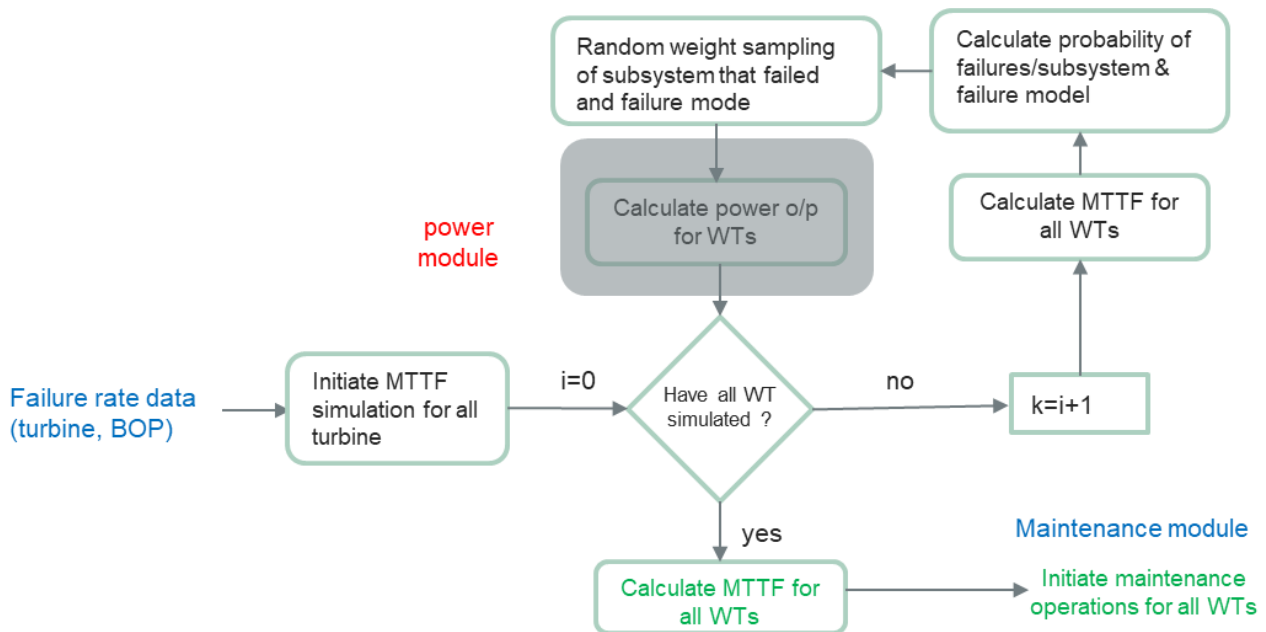 Random weight sampling
of subsystem that failed
and failure mode
Calculate probability of
failures/subsystem &
failure model
Calculate power o/p
for WTs
power
module
Calculate MTTF for
all WTs
Failure rate data
(turbine, BOP)
Initiate MTTF
simulation for all
turbine
i=0
Have all WT
simulated ?
no
k=i+1
yes
Maintenance module
Calculate MTTF for
all WTs
Initiate maintenance
operations for all WTs